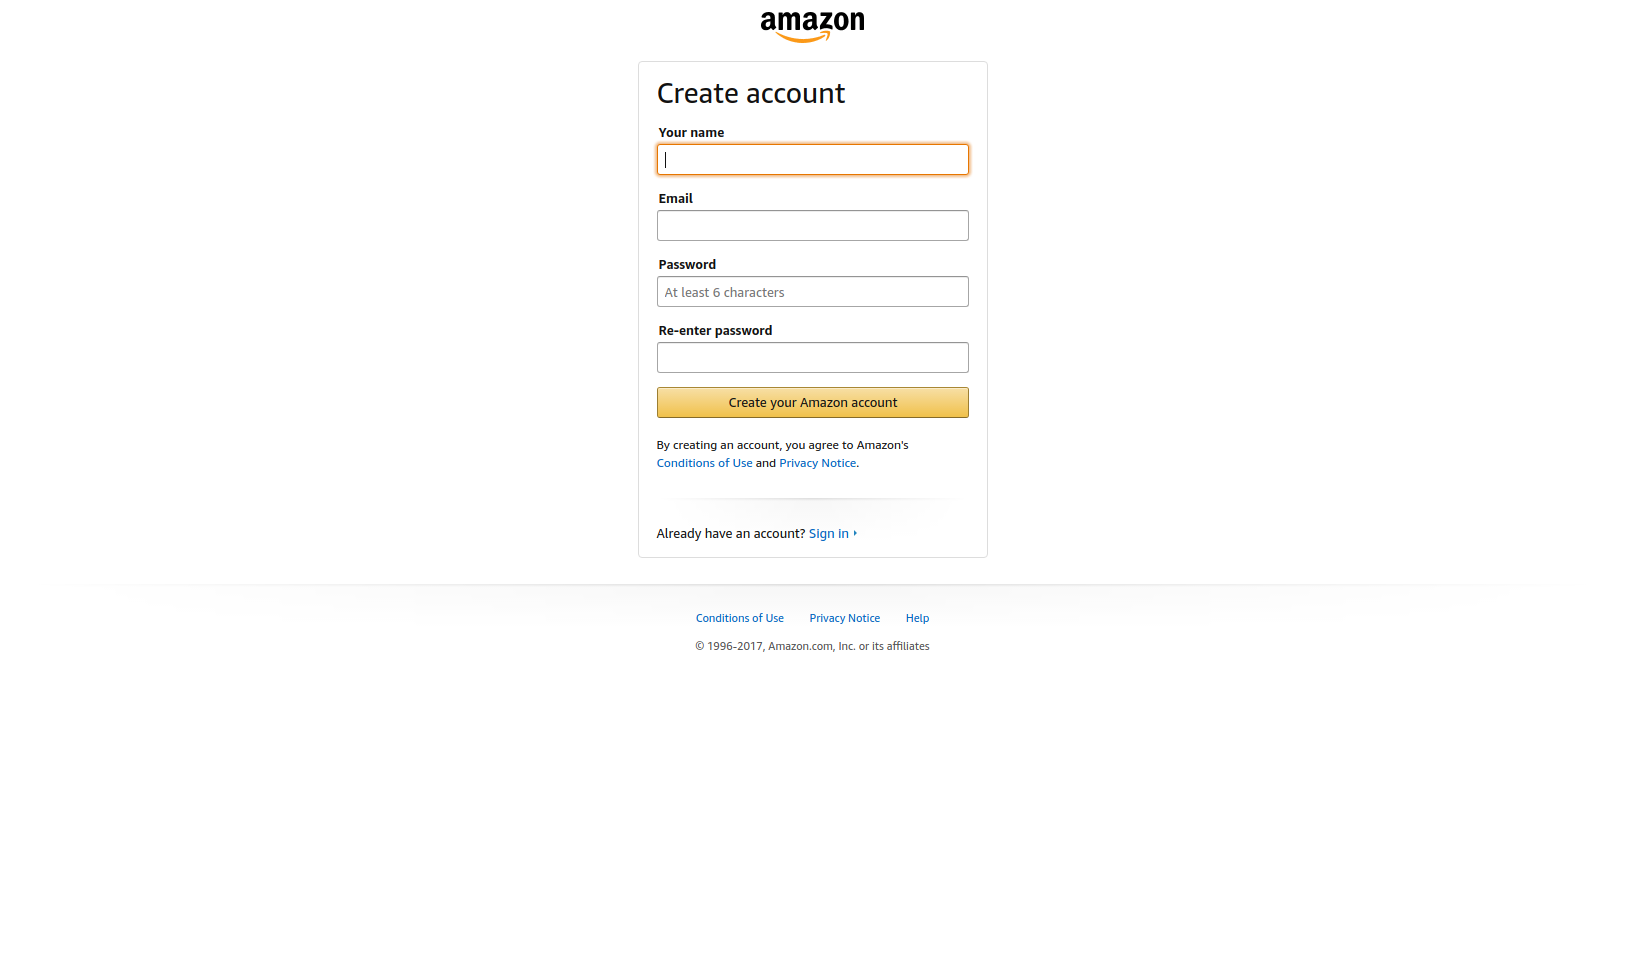 amazon
Create account
Your name
Email
Password
At least 6 characters
Re-enter password
Create your Amazon account
By creating an account, you agree to Amazon's
Conditions of Use and Privacy Notice.
Already have an account? Sign in
Conditions of Use Privacy Notice Help
© 1996-2017, Amazon.com, Inc. or its affiliates